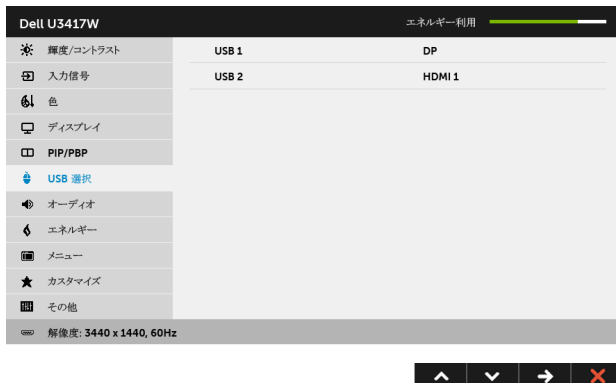 Dell U3417W エネルギー利用
輝度/コントラスト USB 1 DP
入力信号 USB 2 HDMI 1
色
ディスプレイ
PIP/PBP
USB 選択
オーディオ
エネルギー
メニュー
カスタマイズ
その他
解像度: 3440 x 1440, 60Hz